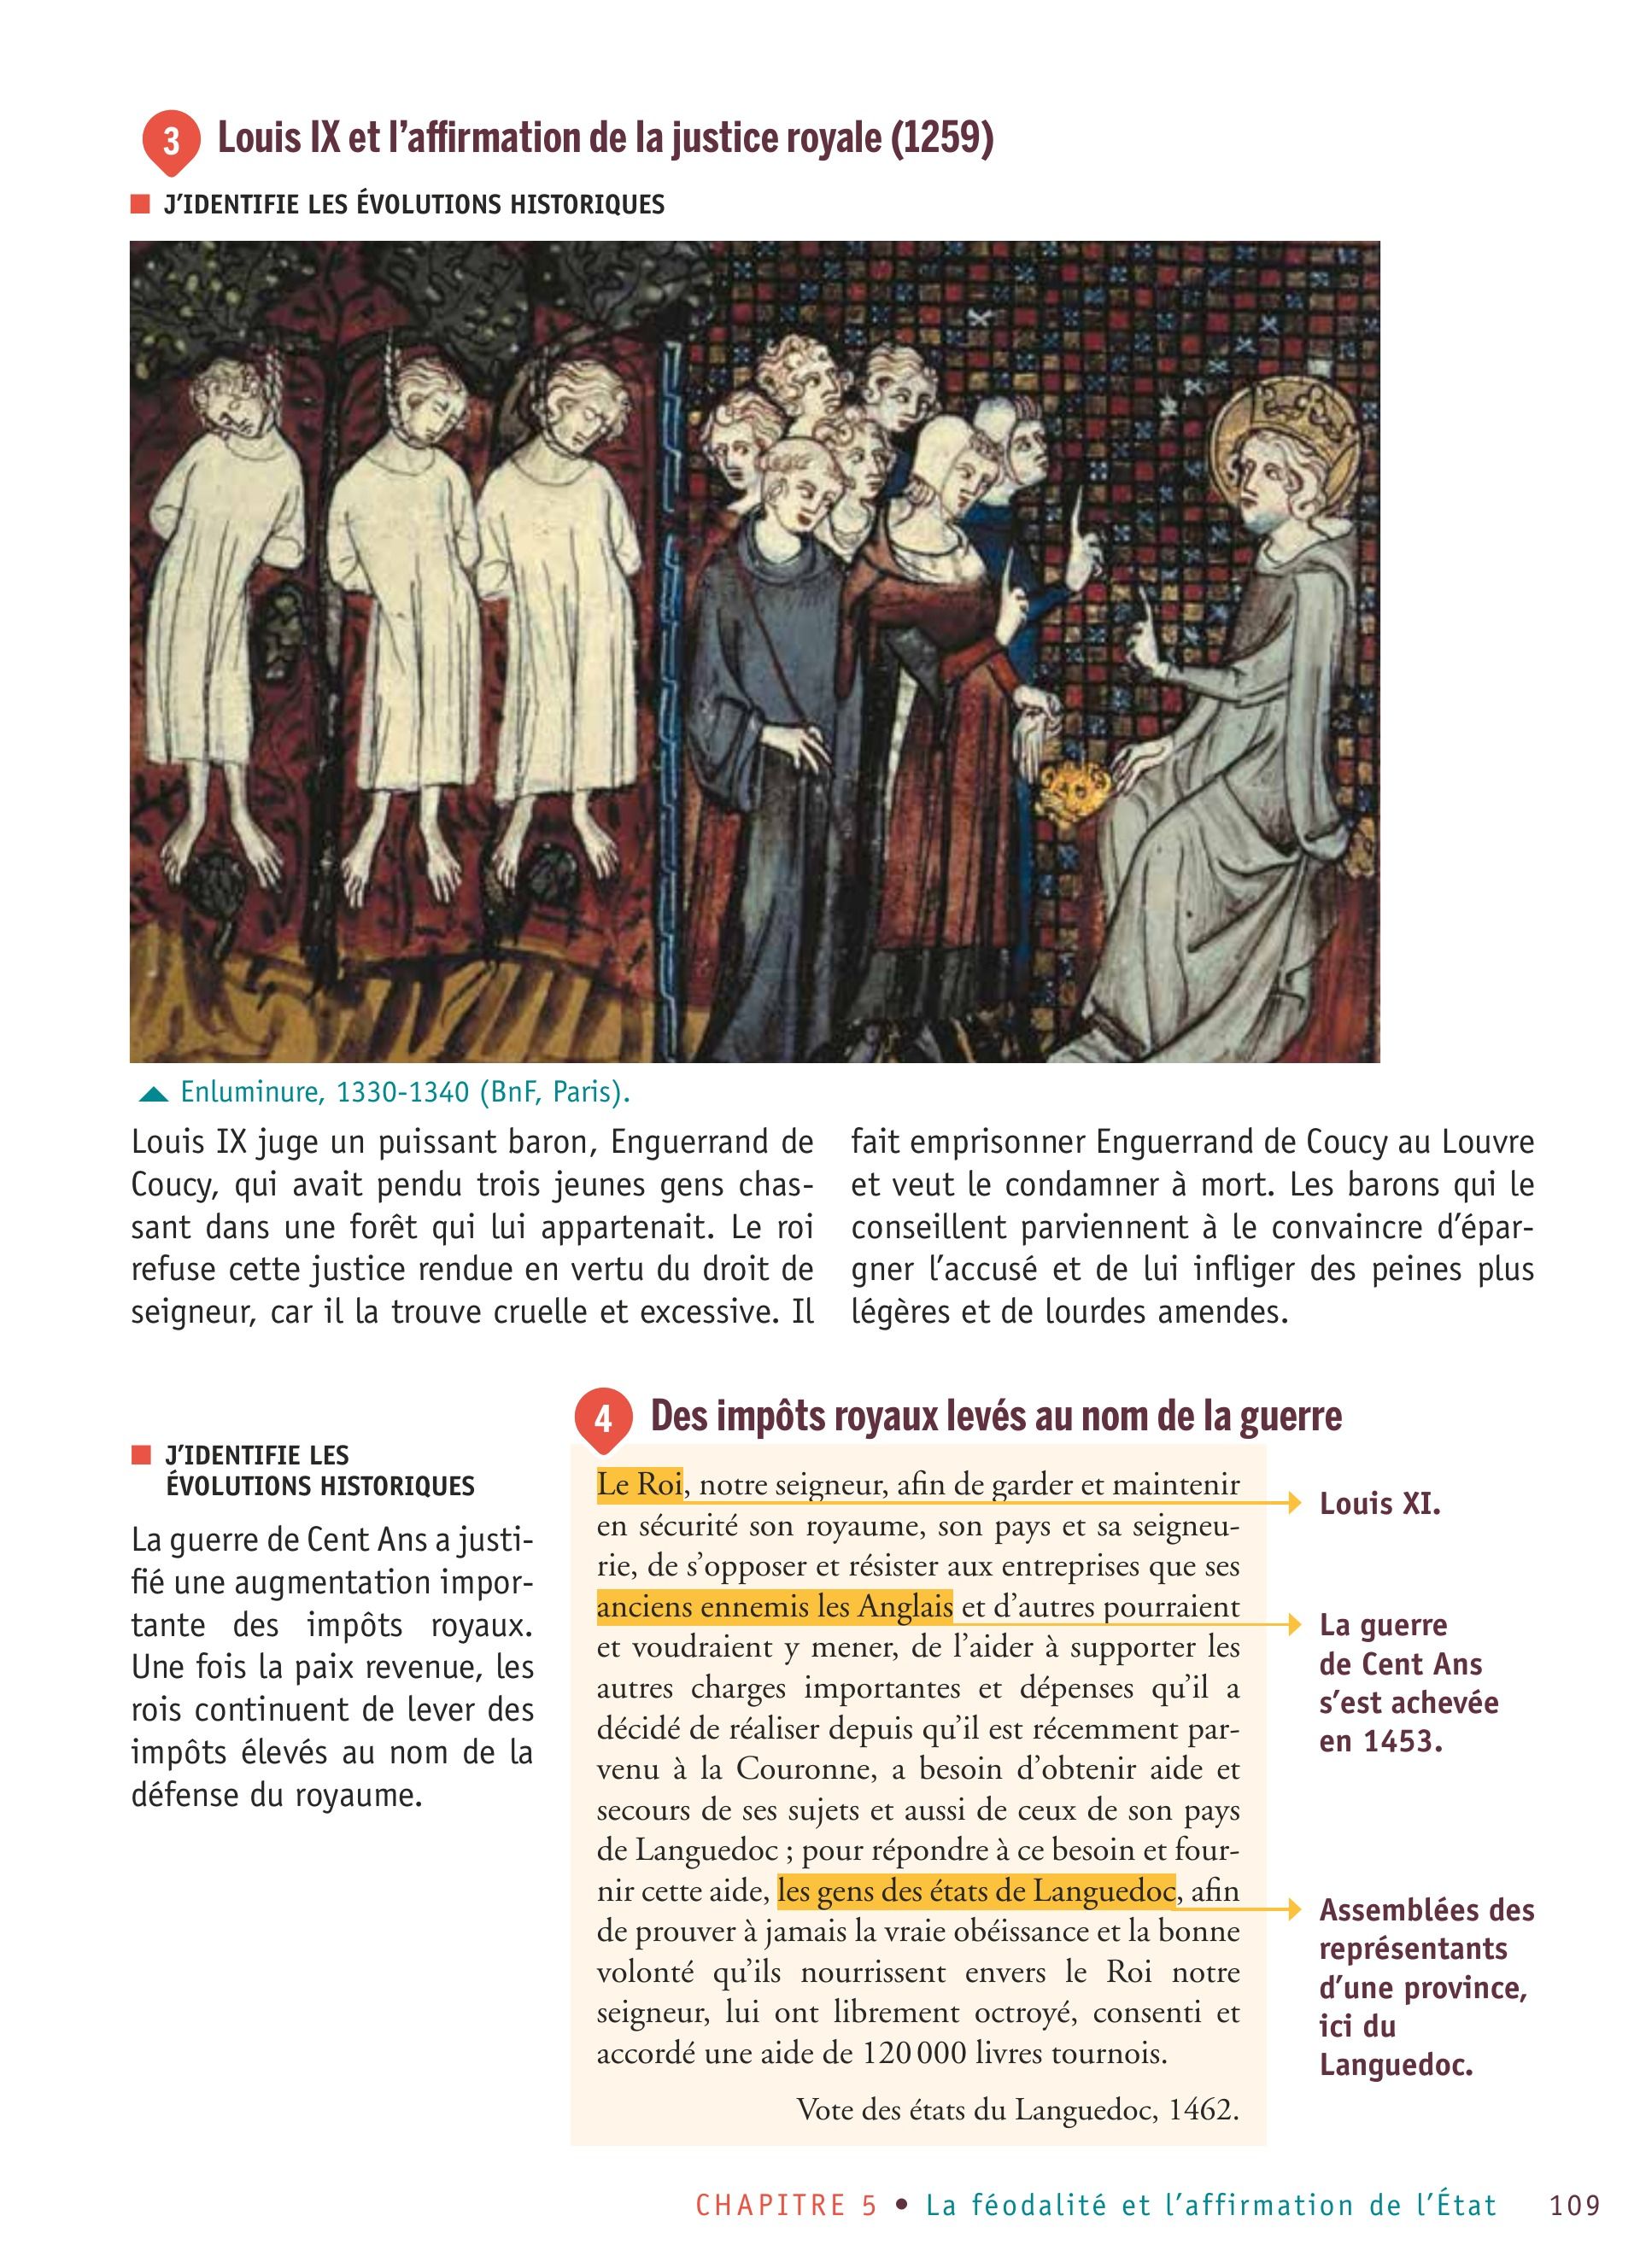 3 Louis IX et l'affirmation de la justice royale (1259)
J'IDENTIFIE LES ÉVOLUTIONS HISTORIQUES
Enluminure, 1330-1340 (BnF, Paris).
Louis IX juge un puissant baron, Enguerrand de
Coucy, qui avait pendu trois jeunes gens chas-
sant dans une forêt qui lui appartenait. Le roi
refuse cette justice rendue en vertu du droit de
seigneur, car il la trouve cruelle et excessive. Il
fait emprisonner Enguerrand de Coucy au Louvre
et veut le condamner à mort. Les barons qui le
conseillent parviennent à le convaincre d'épar-
gner l'accusé et de lui infliger des peines plus
légères et de lourdes amendes.
J'IDENTIFIE LES
ÉVOLUTIONS HISTORIQUES
La guerre de Cent Ans a justi-
fié une augmentation impor-
tante des impôts royaux.
Une fois la paix revenue, les
rois continuent de lever des
impôts élevés au nom de la
défense du royaume.
4 Des impôts royaux levés au nom de la guerre
Le Roi, notre seigneur, afin de garder et maintenir
en sécurité son royaume, son pays et sa seigneu-
rie, de s'opposer et résister aux entreprises que ses
anciens ennemis les Anglais et d'autres pourraient
et voudraient y mener, de l'aider à supporter les
autres charges importantes et dépenses qu'il a
décidé de réaliser depuis qu'il est récemment par-
venu à la Couronne, a besoin d'obtenir aide et
secours de ses sujets et aussi de ceux de son pays
de Languedoc ; pour répondre à ce besoin et four-
nir cette aide, les gens des états de Languedoc, afin
de prouver à jamais la vraie obéissance et la bonne
volonté qu'ils nourrissent envers le Roi notre
seigneur, lui ont librement octroyé, consenti et
accordé une aide de 120 000 livres tournois.
Vote des états du Languedoc, 1462.
Louis XI.
La guerre
de Cent Ans
s'est achevée
en 1453.
Assemblées des
représentants
d'une province,
ici du
Languedoc.
CHAPITRE 5 • La féodalité et l'affirmation de l'État 109